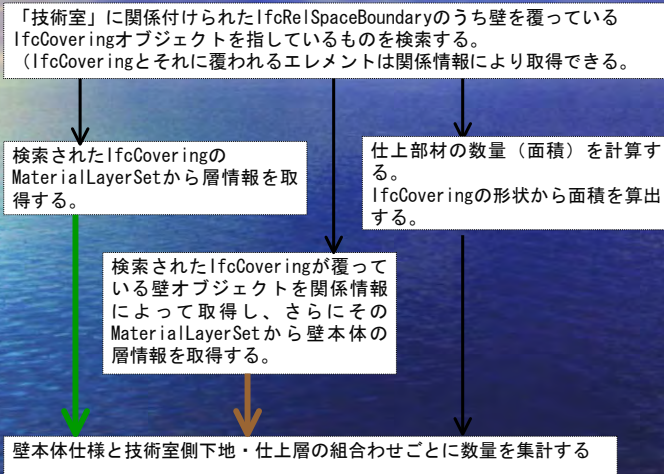 「技術室」に関係付けられたIfcRelSpaceBoundaryのうち壁を覆っている
IfcCoveringオブジェクトを指しているものを検索する。
（IfcCoveringとそれに覆われるエレメントは関係情報により取得できる。
検索されたIfcCoveringの
MaterialLayerSetから層情報を取
得する。
仕上部材の数量（面積）を計算す
る。
IfcCoveringの形状から面積を算出
する。
検索されたIfcCoveringが覆って
いる壁オブジェクトを関係情報
によって取得し、さらにその
MaterialLayerSetから壁本体の
層情報を取得する。
壁本体仕様と技術室側下地・仕上層の組合わせごとに数量を集計する